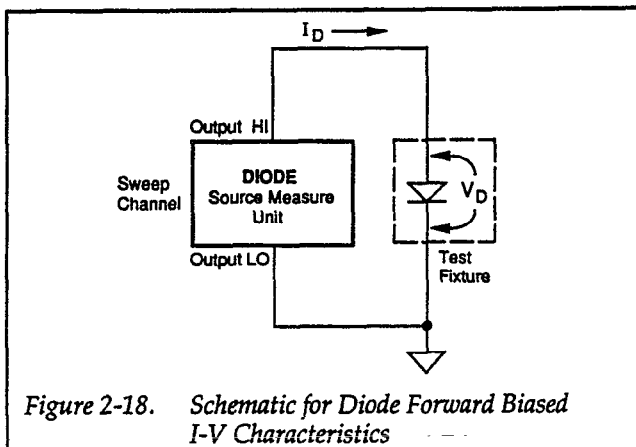 I_D
Output HI
DIODE
Source Measure
Unit
Sweep
Channel
V_D
Output LO
Test
Fixture
Figure 2-18. Schematic for Diode Forward Biased
I-V Characteristics